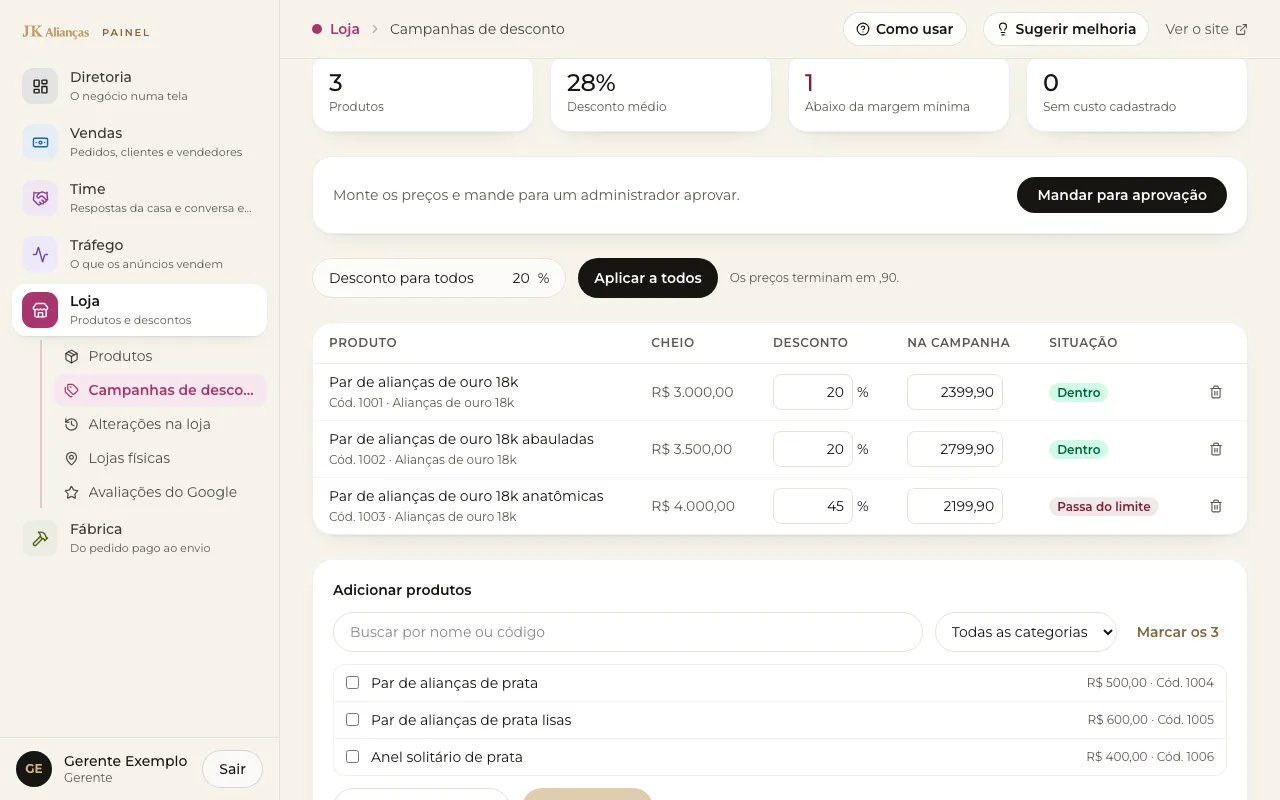 JK Alianças PAINEL
Diretoria
O negócio numa tela
Vendas
Pedidos, clientes e vendedores
Time
Respostas da casa e conversa e...
Tráfego
O que os anúncios vendem
Loja
Produtos e descontos
Produtos
Campanhas de desco...
Alterações na loja
Lojas físicas
Avaliações do Google
Fábrica
Do pedido pago ao envio
GE
Gerente Exemplo
Gerente
Sair
Loja
Campanhas de desconto
Como usar
Sugerir melhoria
Ver o site
3
Produtos
28%
Desconto médio
1
Abaixo da margem mínima
0
Sem custo cadastrado
Monte os preços e mande para um administrador aprovar.
Mandar para aprovação
Desconto para todos 20 %
Aplicar a todos
Os preços terminam em ,90.
PRODUTO CHEIO DESCONTO NA CAMPANHA SITUAÇÃO
Par de alianças de ouro 18k
Cód. 1001 · Alianças de ouro 18k
R$ 3.000,00 20 % 2399,90 Dentro
Par de alianças de ouro 18k abauladas
Cód. 1002 · Alianças de ouro 18k
R$ 3.500,00 20 % 2799,90 Dentro
Par de alianças de ouro 18k anatômicas
Cód. 1003 · Alianças de ouro 18k
R$ 4.000,00 45 % 2199,90 Passa do limite
Adicionar produtos
Buscar por nome ou código
Todas as categorias
Marcar os 3
Par de alianças de prata R$ 500,00 · Cód. 1004
Par de alianças de prata lisas R$ 600,00 · Cód. 1005
Anel solitário de prata R$ 400,00 · Cód. 1006